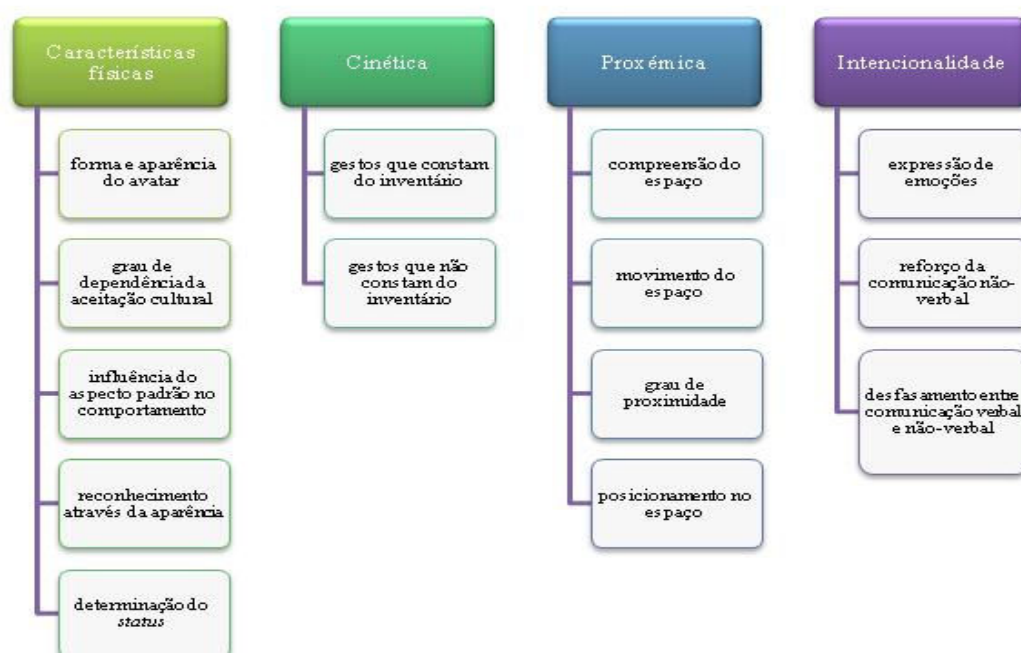 Características
físicas
forma e aparência
do avatar
grau de
dependência da
aceitação cultural
influência do
aspecto padrão no
comportamento
reconhecimento
através da aparência
determinação do
status
Cinética
gestos que constam
do inventário
gestos que não
constam do
inventário
Proxémica
compreensão do
espaço
movimento do
espaço
grau de
proximidade
posicionamento no
espaço
Intencionalidade
expressão de
emoções
reforço da
comunicação não-
verbal
desfasamento entre
comunicação verbal
e não-verbal